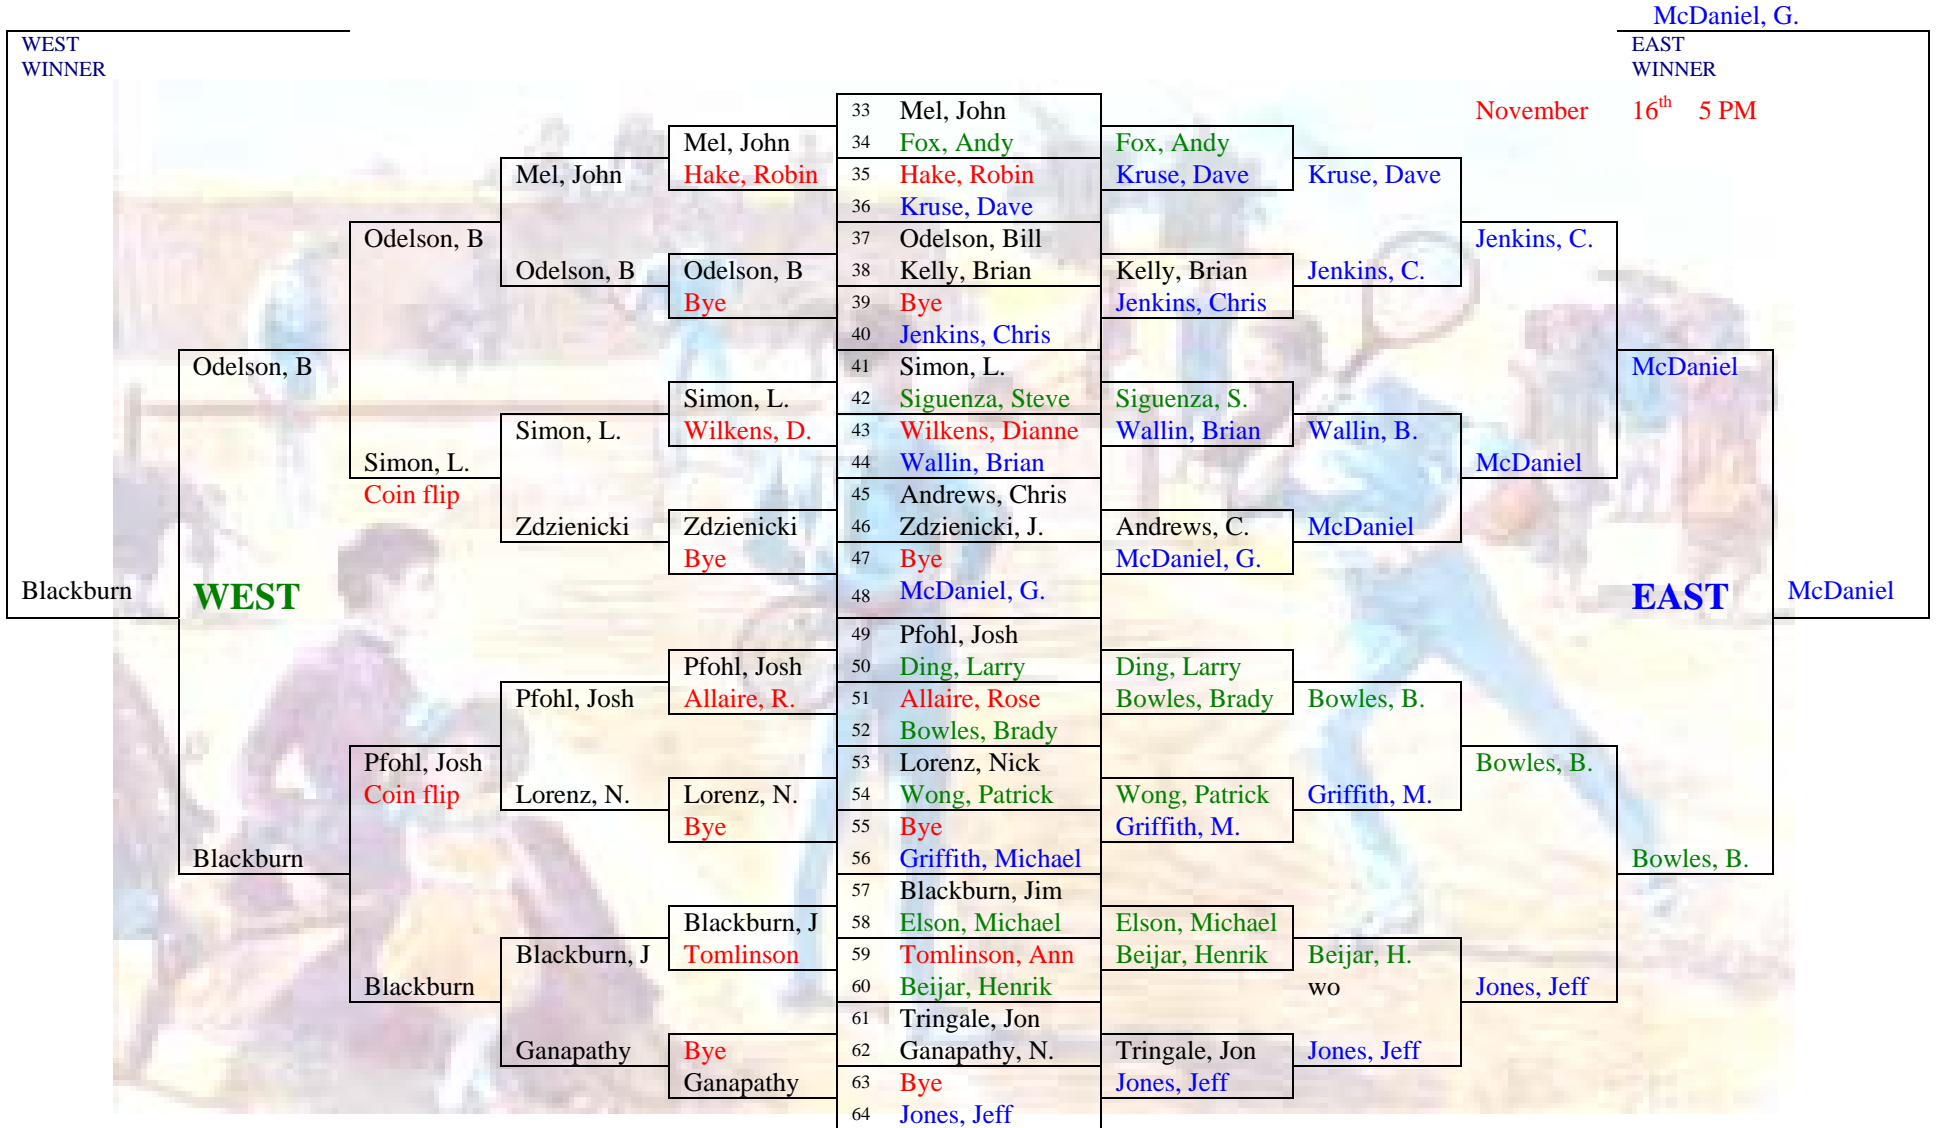 McDaniel, G.
WEST
WINNER
EAST
WINNER
November 16th 5 PM
33 Mel, John
Mel, John 34 Fox, Andy Fox, Andy
Mel, John Hake, Robin 35 Hake, Robin Kruse, Dave Kruse, Dave
36 Kruse, Dave
Odelson, B 37 Odelson, Bill Jenkins, C.
Odelson, B Odelson, B 38 Kelly, Brian Kelly, Brian Jenkins, C.
Bye 39 Bye Jenkins, Chris
40 Jenkins, Chris
Odelson, B 41 Simon, L. McDaniel
Simon, L. 42 Siguenza, Steve Siguenza, S.
Simon, L. Wilkens, D. 43 Wilkens, Dianne Wallin, Brian Wallin, B.
Simon, L. 44 Wallin, Brian McDaniel
Coin flip 45 Andrews, Chris
Zdzienicki Zdzienicki 46 Zdzienicki, J. Andrews, C. McDaniel
Bye 47 Bye McDaniel, G.
Blackburn WEST 48 McDaniel, G. EAST McDaniel
49 Pfohl, Josh
Pfohl, Josh 50 Ding, Larry Ding, Larry
Pfohl, Josh Allaire, R. 51 Allaire, Rose Bowles, Brady Bowles, B.
52 Bowles, Brady
Pfohl, Josh 53 Lorenz, Nick Bowles, B.
Coin flip Lorenz, N. Lorenz, N. 54 Wong, Patrick Wong, Patrick Griffith, M.
Bye 55 Bye Griffith, M.
Blackburn 56 Griffith, Michael Bowles, B.
57 Blackburn, Jim
Blackburn, J 58 Elson, Michael Elson, Michael
Blackburn, J Tomlinson 59 Tomlinson, Ann Beijar, Henrik Beijar, H.
Blackburn 60 Beijar, Henrik wo Jones, Jeff
61 Tringale, Jon
Ganapathy Bye 62 Ganapathy, N. Tringale, Jon Jones, Jeff
Ganapathy 63 Bye Jones, Jeff
64 Jones, Jeff